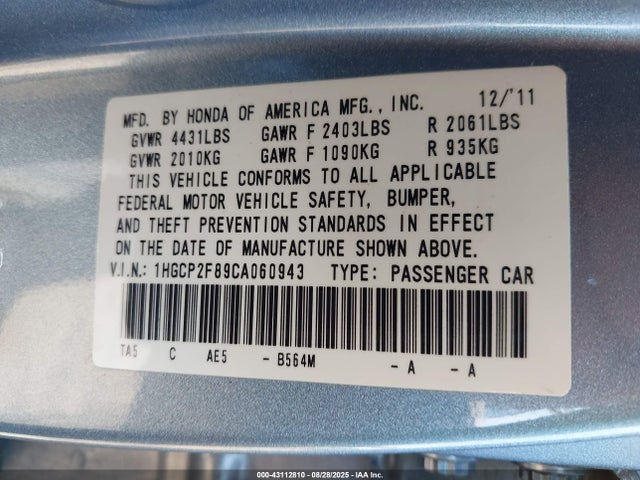 MFD. BY HONDA OF AMERICA MFG., INC. 12/'11
GVWR 4431LBS GAWR F 2403LBS R 2061LBS
GVWR 2010KG GAWR F 1090KG R 935KG
THIS VEHICLE CONFORMS TO ALL APPLICABLE
FEDERAL MOTOR VEHICLE SAFETY, BUMPER,
AND THEFT PREVENTION STANDARDS IN EFFECT
ON THE DATE OF MANUFACTURE SHOWN ABOVE.
V.I.N.: 1HGCP2F89CA060943 TYPE: PASSENGER CAR
TA5 C AE5 - B564M - A - A
000-43112810 - 08/28/2025 - IAA Inc.